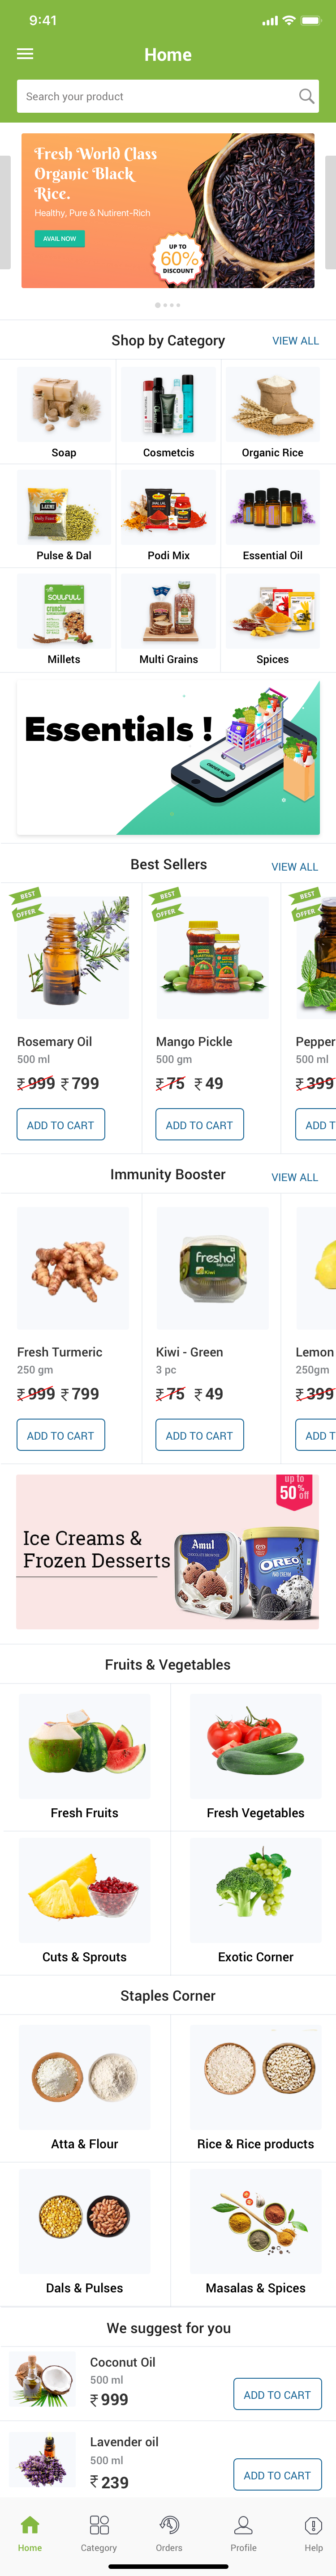 9:41
Home
Search your product
Fresh World Class
Organic Black
Rice.
Healthy, Pure & Nutirent-Rich
AVAIL NOW
UP TO
60%
DISCOUNT
Shop by Category
VIEW ALL
Soap
Cosmetcis
Organic Rice
Pulse & Dal
Podi Mix
Essential Oil
SOULFULL
crunchy
Millets
Multi Grains
Spices
Essentials !
ORDER NOW
Best Sellers
VIEW ALL
BEST
OFFER
BEST
OFFER
BEST
OFFER
Rosemary Oil
500 ml
₹ 999 ₹ 799
ADD TO CART
Mango Pickle
500 gm
₹ 75 ₹ 49
ADD TO CART
Pepper
500 ml
₹ 399
ADD T
Immunity Booster
VIEW ALL
fresho!
Kiwi
Fresh Turmeric
250 gm
₹ 999 ₹ 799
ADD TO CART
Kiwi - Green
3 pc
₹ 75 ₹ 49
ADD TO CART
Lemon
250gm
₹ 399
ADD T
up to
50% off
Ice Creams &
Frozen Desserts
Amul
OREO
Fruits & Vegetables
Fresh Fruits
Fresh Vegetables
Cuts & Sprouts
Exotic Corner
Staples Corner
Atta & Flour
Rice & Rice products
Dals & Pulses
Masalas & Spices
We suggest for you
Coconut Oil
500 ml
₹ 999
ADD TO CART
Lavender oil
500 ml
₹ 239
ADD TO CART
Home
Category
Orders
Profile
Help